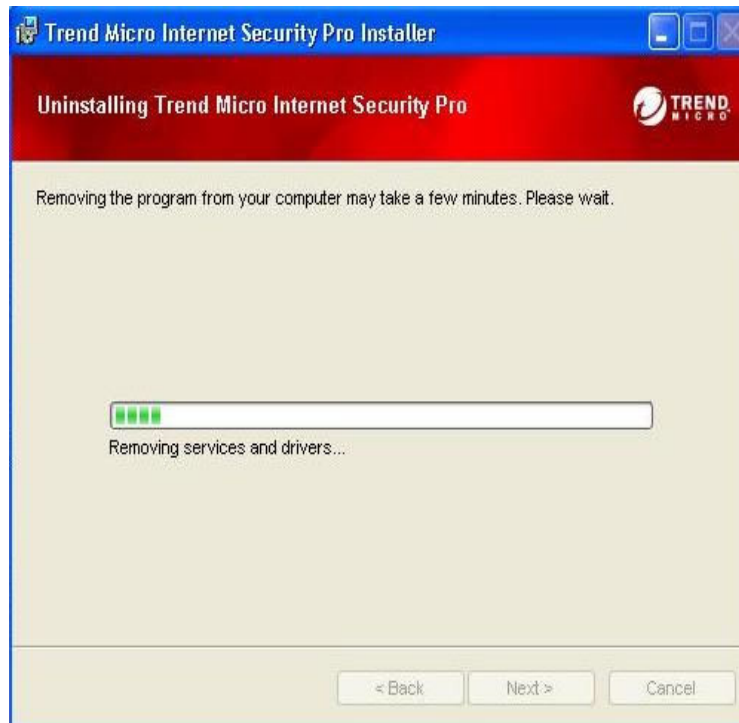 Trend Micro Internet Security Pro Installer
Uninstalling Trend Micro Internet Security Pro
TREND
MICRO
Removing the program from your computer may take a few minutes. Please wait.
Removing services and drivers...
< Back
Next >
Cancel